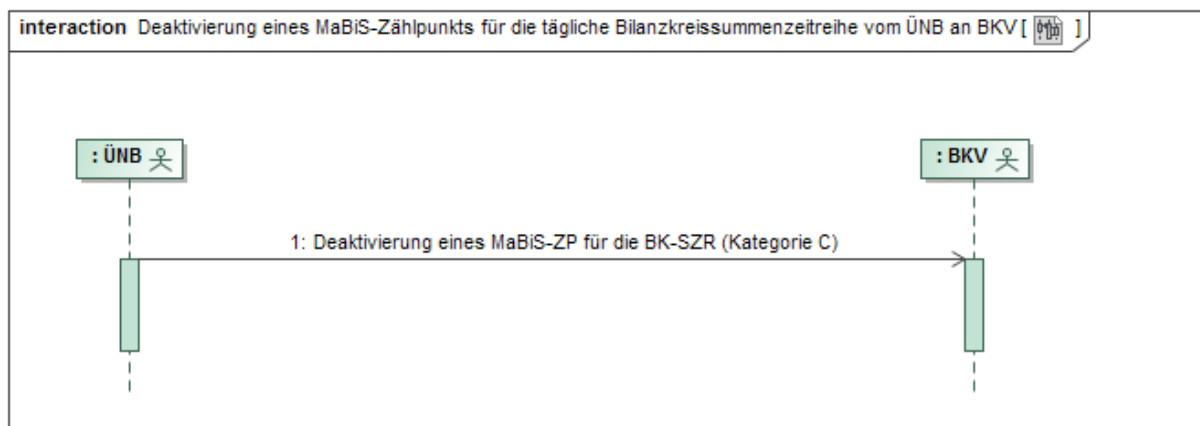 interaction Deaktivierung eines MaBiS-Zählpunkts für die tägliche Bilanzkreissummenzeitreihe vom ÜNB an BKV [ ]
: ÜNB
: BKV
1: Deaktivierung eines MaBiS-ZP für die BK-SZR (Kategorie C)